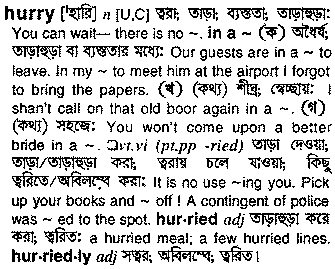 hurry ['হারি] n [U,C] ত্বরা; তাড়া; ব্যস্ততা; তাড়াহুড়া:
You can wait— there is no ~. in a ~ (ক) অধৈর্য;
তাড়াহুড়া বা ব্যস্ততার মধ্যে: Our guests are in a ~ to
leave. In my ~ to meet him at the airport I forgot
to bring the papers. (খ) (কথ্য) শীঘ্র; স্বেচ্ছায়: I
shan't call on that old boor again in a ~. (গ)
(কথ্য) সহজে: You won't come upon a better
bride in a ~. □vt.vi (pt,pp -ried) তাড়া দেওয়া;
তাড়া/তাড়াহুড়া করা; ত্বরায় চলে যাওয়া; কিছু
ত্বরিতে/অবিলম্বে করা: It is no use ~ing you. Pick
up your books and ~ off ! A contingent of police
was ~ ed to the spot. hur·ried adj তাড়াহুড়া করে
করা; ত্বরিত: a hurried meal; a few hurried lines.
hur·ried·ly adj সত্বর; অবিলম্বে; ত্বরিত।